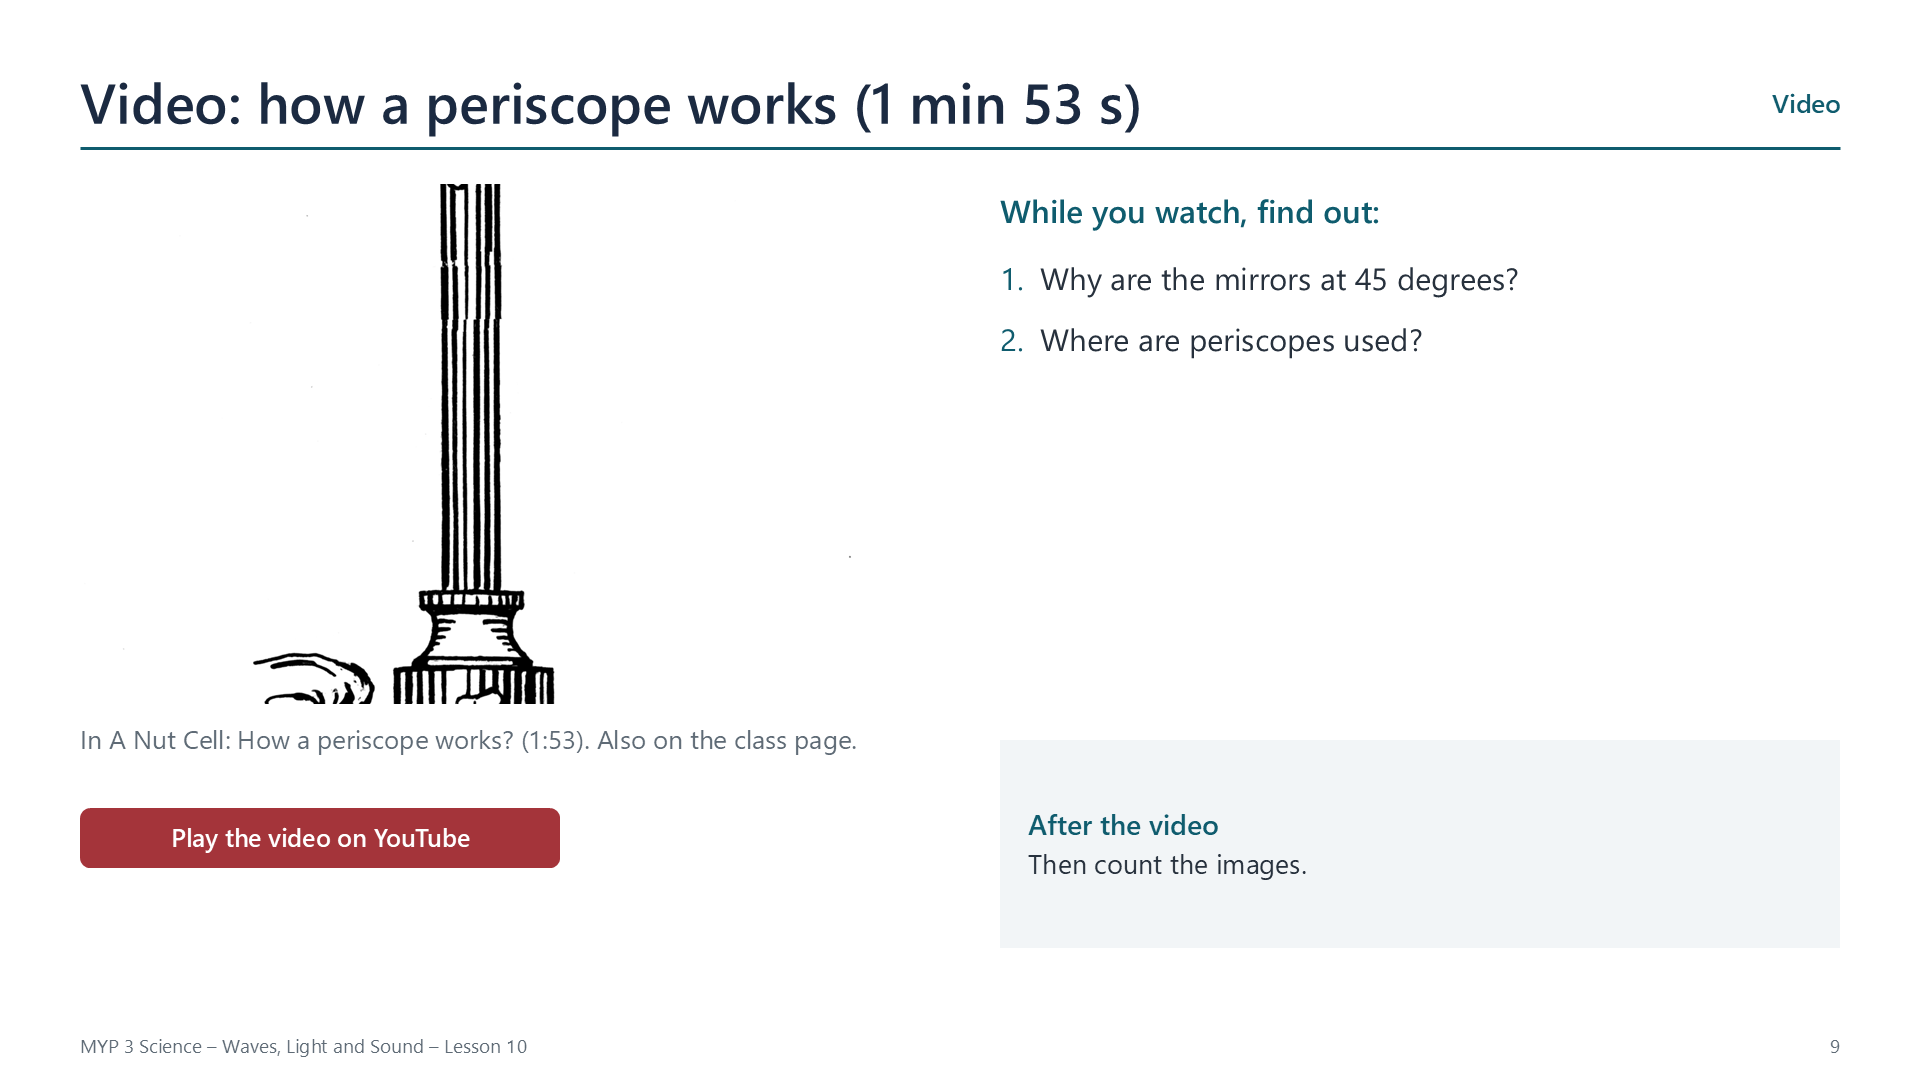 Video: how a periscope works (1 min 53 s)
Video
While you watch, find out:
1. Why are the mirrors at 45 degrees?
2. Where are periscopes used?
In A Nut Cell: How a periscope works? (1:53). Also on the class page.
Play the video on YouTube
After the video
Then count the images.
MYP 3 Science – Waves, Light and Sound – Lesson 10
9